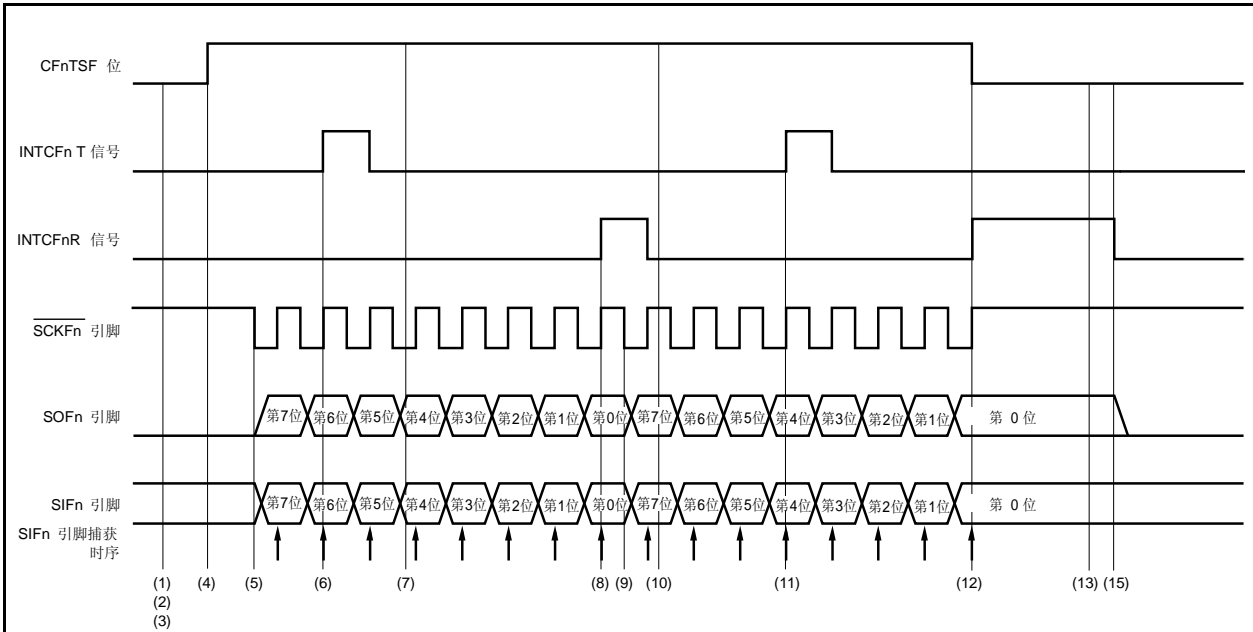 CFnTSF 位
INTCFn T 信号
INTCFnR 信号
SCKFn 引脚
SOFn 引脚
第7位 第6位 第5位 第4位 第3位 第2位 第1位 第0位 第7位 第6位 第5位 第4位 第3位 第2位 第1位 第 0 位
SIFn 引脚
第7位 第6位 第5位 第4位 第3位 第2位 第1位 第0位 第7位 第6位 第5位 第4位 第3位 第2位 第1位 第 0 位
SIFn 引脚捕获
时序
(1) (4) (5) (6) (7) (8) (9) (10) (11) (12) (13) (15)
(2)
(3)